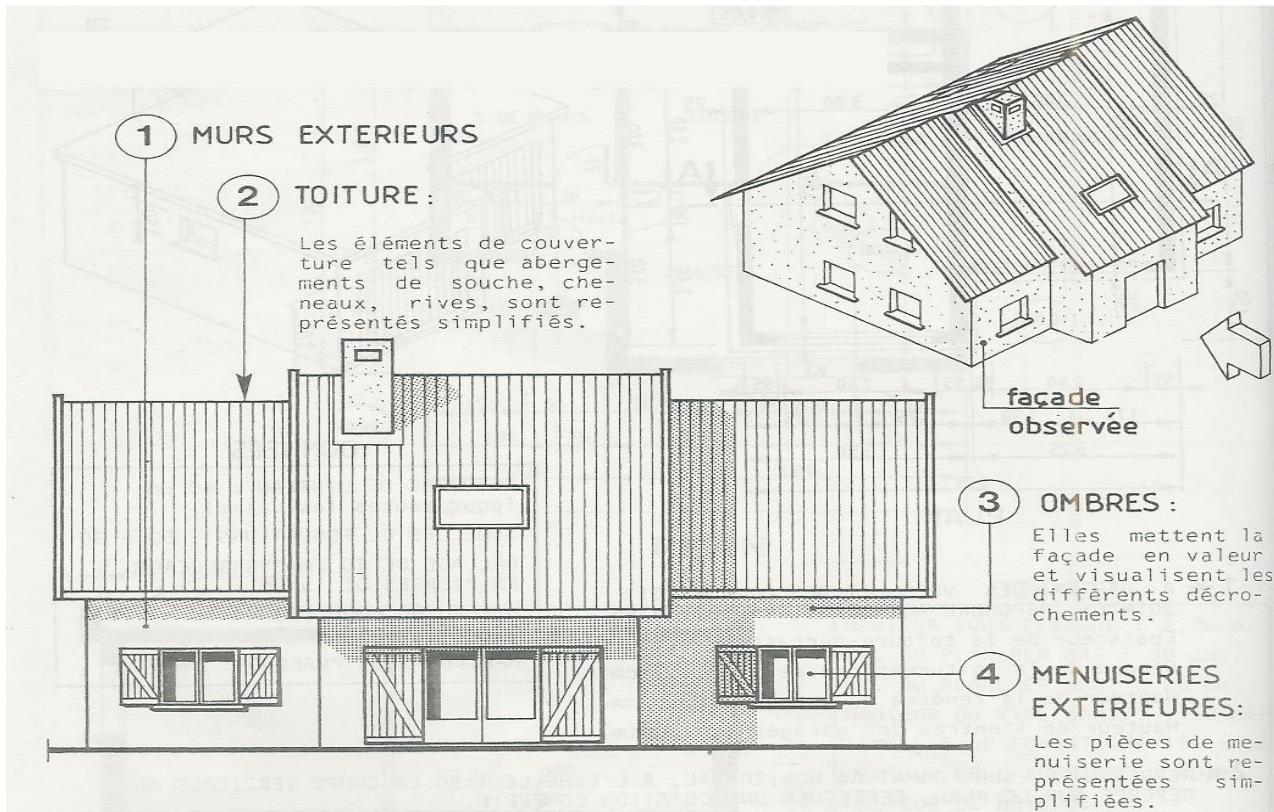 1 MURS EXTERIEURS
2 TOITURE :
Les éléments de couver-
ture tels que aberge-
ments de souche, che-
neaux, rives, sont re-
présentés simplifiés.
façade
observée
3 OMBRES :
Elles mettent la
façade en valeur
et visualisent les
différents décro-
chements.
4 MENUISERIES
EXTERIEURES:
Les pièces de me-
nuiserie sont re-
présentées sim-
plifiées.